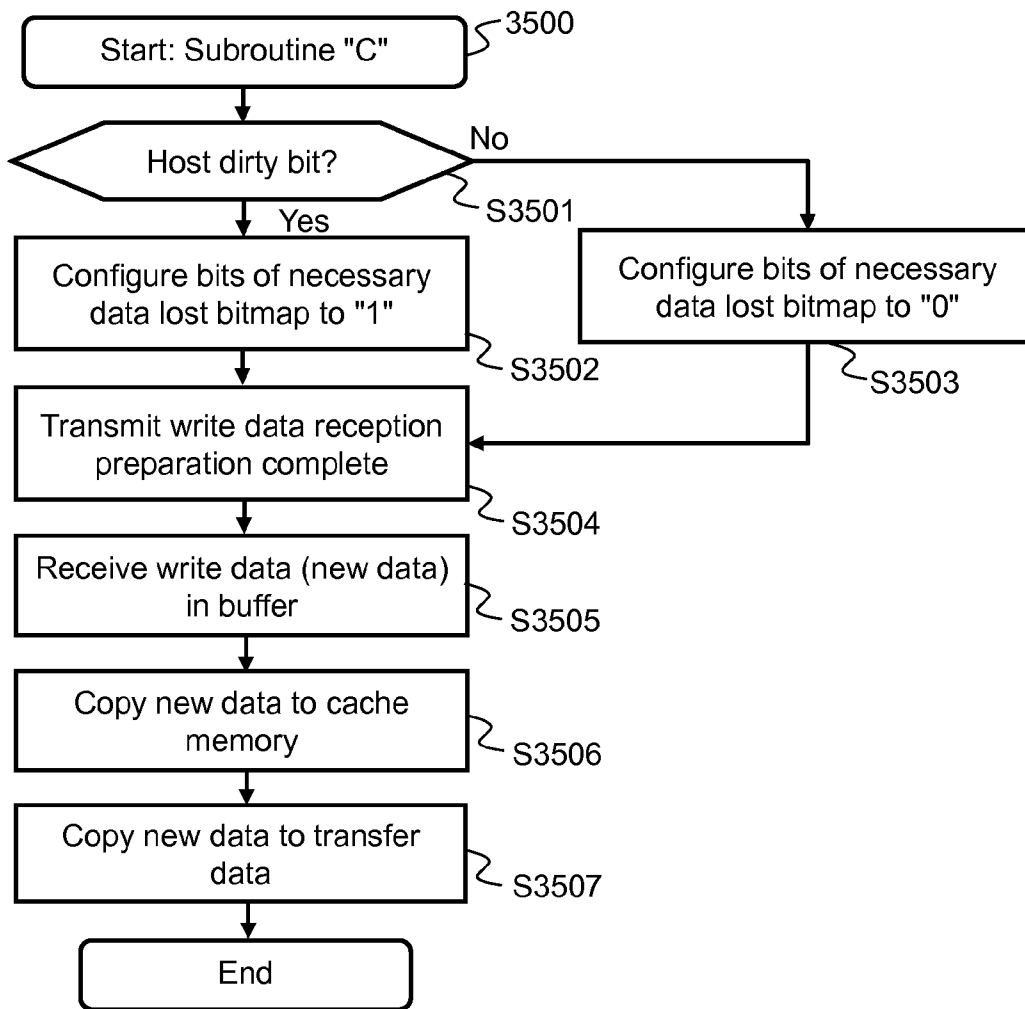 Start: Subroutine "C"
3500
Host dirty bit?
No
S3501
Yes
Configure bits of necessary
data lost bitmap to "1"
S3502
Configure bits of necessary
data lost bitmap to "0"
S3503
Transmit write data reception
preparation complete
S3504
Receive write data (new data)
in buffer
S3505
Copy new data to cache
memory
S3506
Copy new data to transfer
data
S3507
End